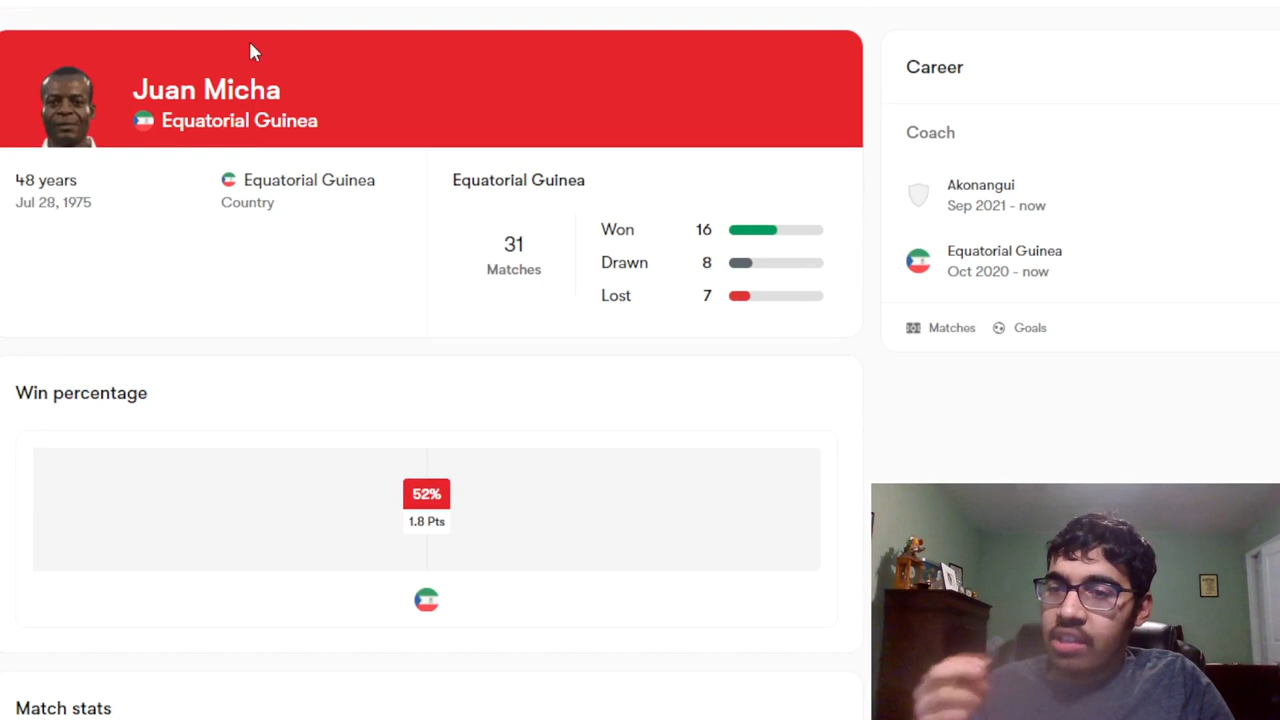 Juan Micha
Equatorial Guinea
48 years
Jul 28, 1975
Equatorial Guinea
Country
Equatorial Guinea
31
Matches
Won 16
Drawn 8
Lost 7
Win percentage
52%
1.8 Pts
Match stats
Career
Coach
Akonangui
Sep 2021 - now
Equatorial Guinea
Oct 2020 - now
Matches Goals